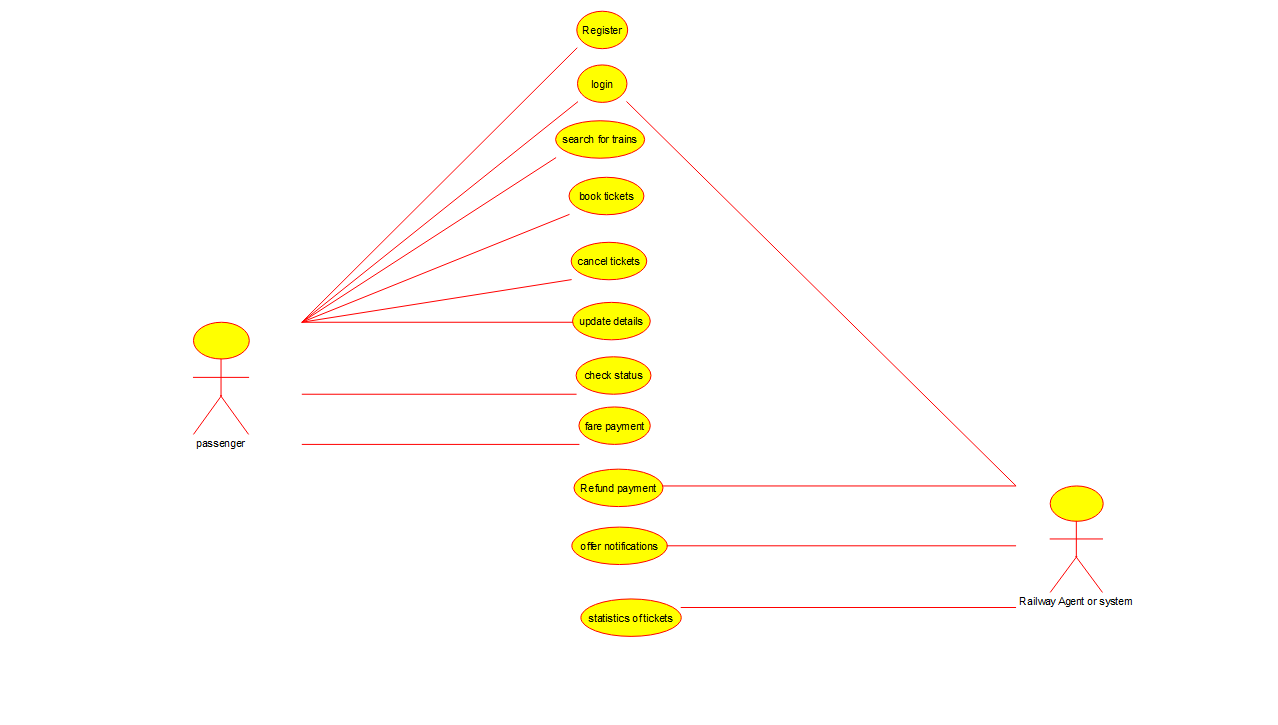 Register
login
search for trains
book tickets
cancel tickets
update details
check status
fare payment
passenger
Refund payment
offer notifications
Railway Agent or system
statistics of tickets